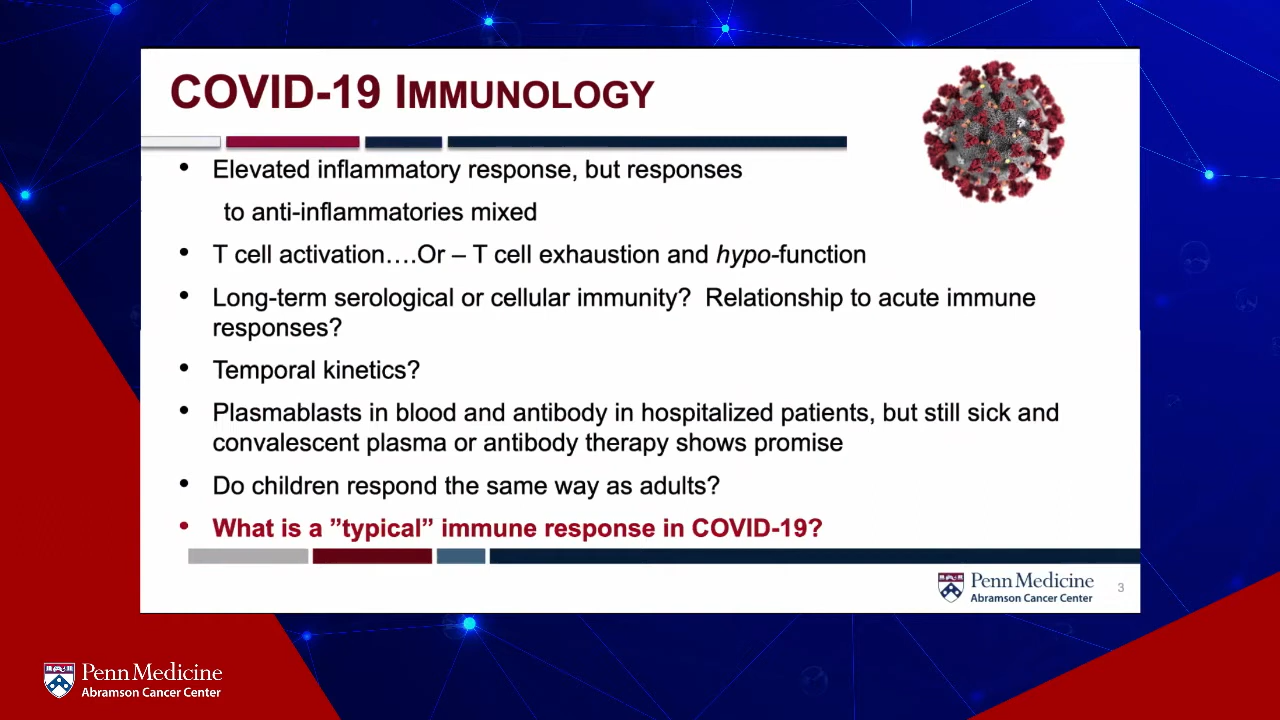 COVID-19 IMMUNOLOGY
• Elevated inflammatory response, but responses
to anti-inflammatories mixed
• T cell activation….Or – T cell exhaustion and hypo-function
• Long-term serological or cellular immunity?  Relationship to acute immune
responses?
• Temporal kinetics?
• Plasmablasts in blood and antibody in hospitalized patients, but still sick and
convalescent plasma or antibody therapy shows promise
• Do children respond the same way as adults?
• What is a ”typical” immune response in COVID-19?
Penn Medicine
Abramson Cancer Center
3
Penn Medicine
Abramson Cancer Center